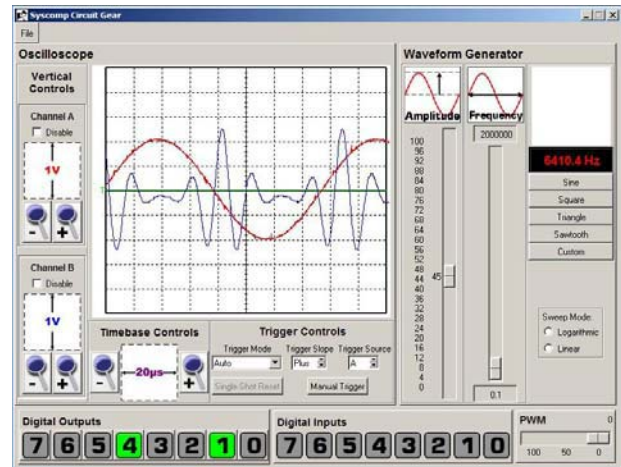 Syscomp Circuit Gear
File
Oscilloscope
Vertical
Controls
Channel A
Disable
1V
- +
Channel B
Disable
1V
- +
T
Timebase Controls
- 20µs +
Trigger Controls
Trigger Mode Trigger Slope Trigger Source
Auto Plus A
Single-Shot Reset Manual Trigger
Waveform Generator
Amplitude Frequency
100
96
92
88
84
80
76
72
68
64
60
56
52
48
44
40
36
32
28
24
20
16
12
8
4
0
45
2000000
0.1
6410.4 Hz
Sine
Square
Triangle
Sawtooth
Custom
Sweep Mode:
Logarithmic
Linear
Digital Outputs
7 6 5 4 3 2 1 0
Digital Inputs
7 6 5 4 3 2 1 0
PWM 0
100 50 0